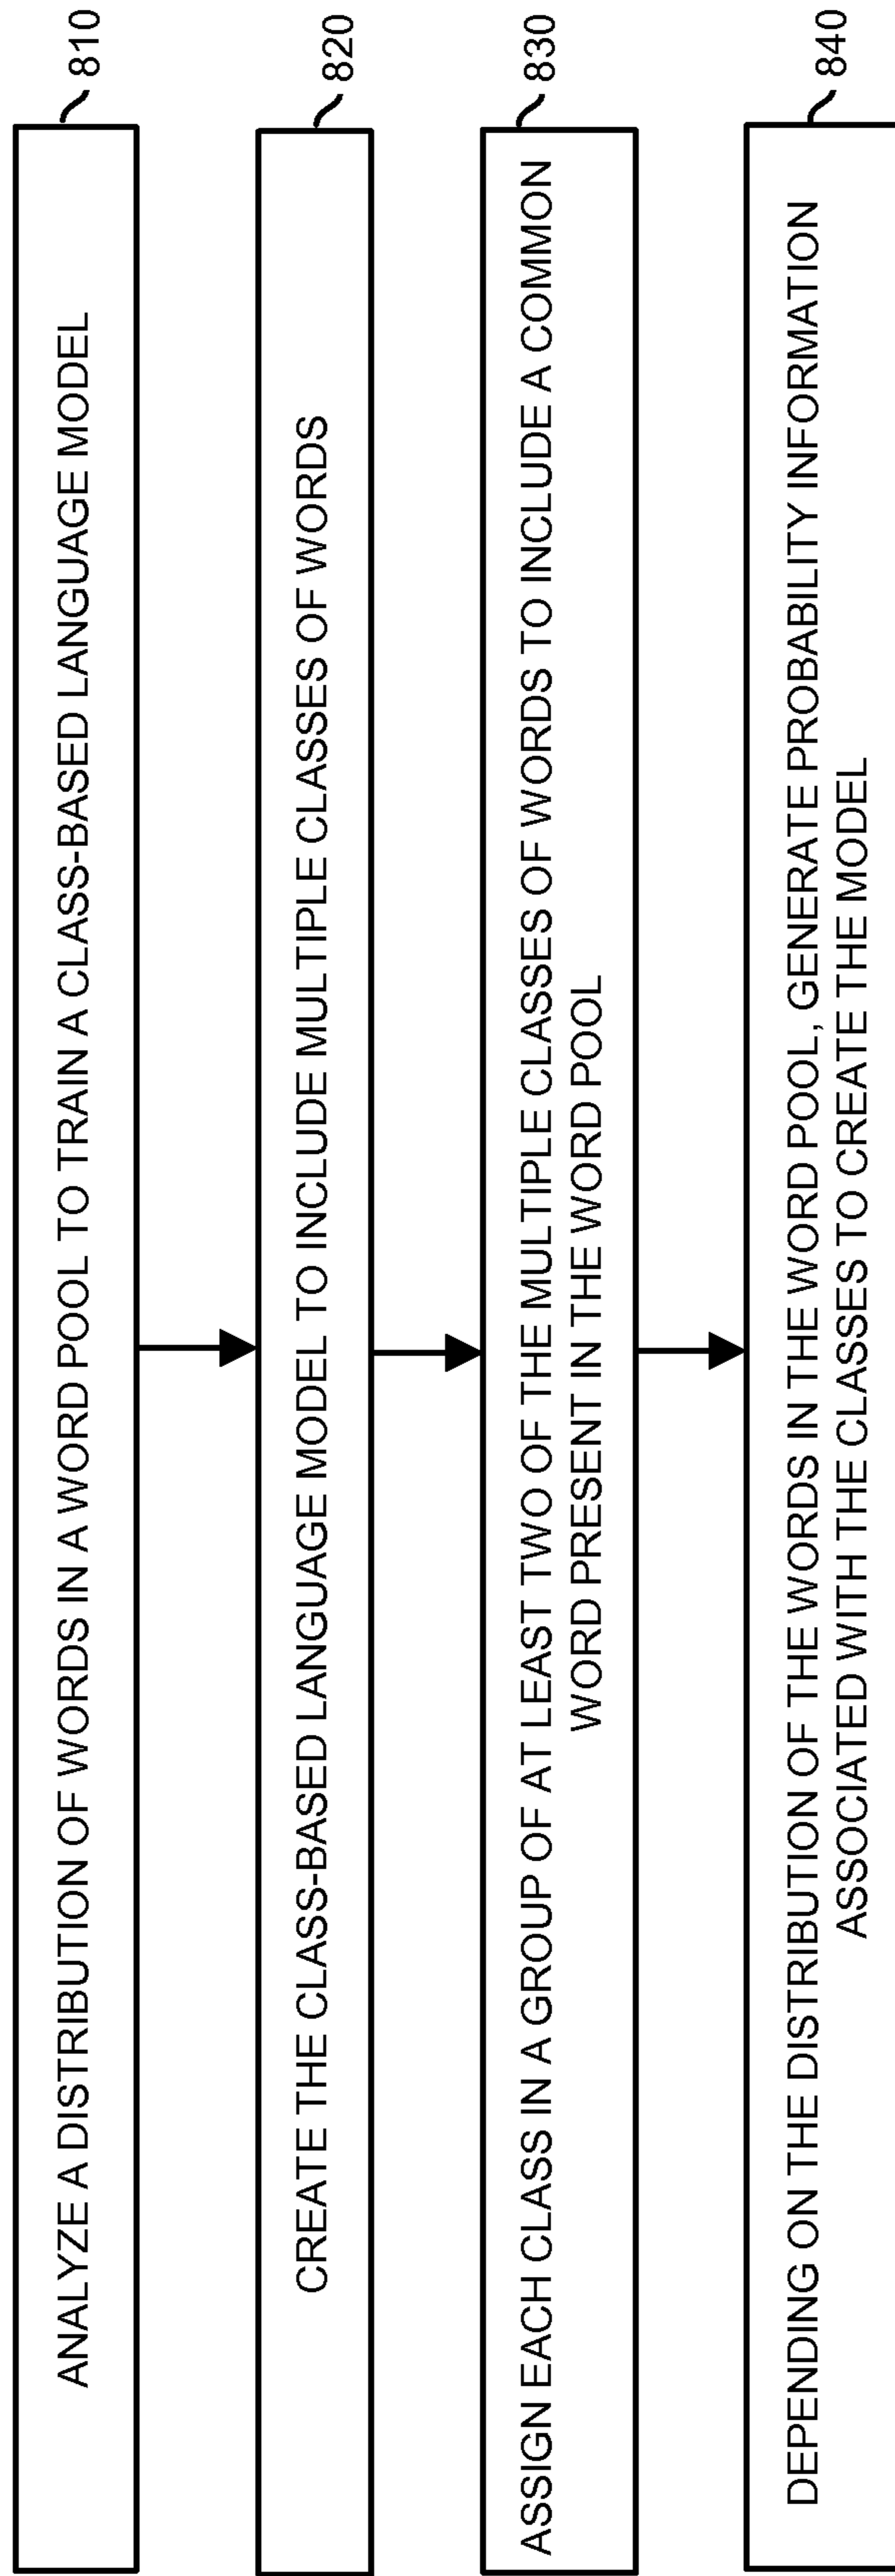 ANALYZE A DISTRIBUTION OF WORDS IN A WORD POOL TO TRAIN A CLASS-BASED LANGUAGE MODEL
810
CREATE THE CLASS-BASED LANGUAGE MODEL TO INCLUDE MULTIPLE CLASSES OF WORDS
820
ASSIGN EACH CLASS IN A GROUP OF AT LEAST TWO OF THE MULTIPLE CLASSES OF WORDS TO INCLUDE A COMMON
WORD PRESENT IN THE WORD POOL
830
DEPENDING ON THE DISTRIBUTION OF THE WORDS IN THE WORD POOL, GENERATE PROBABILITY INFORMATION
ASSOCIATED WITH THE CLASSES TO CREATE THE MODEL
840